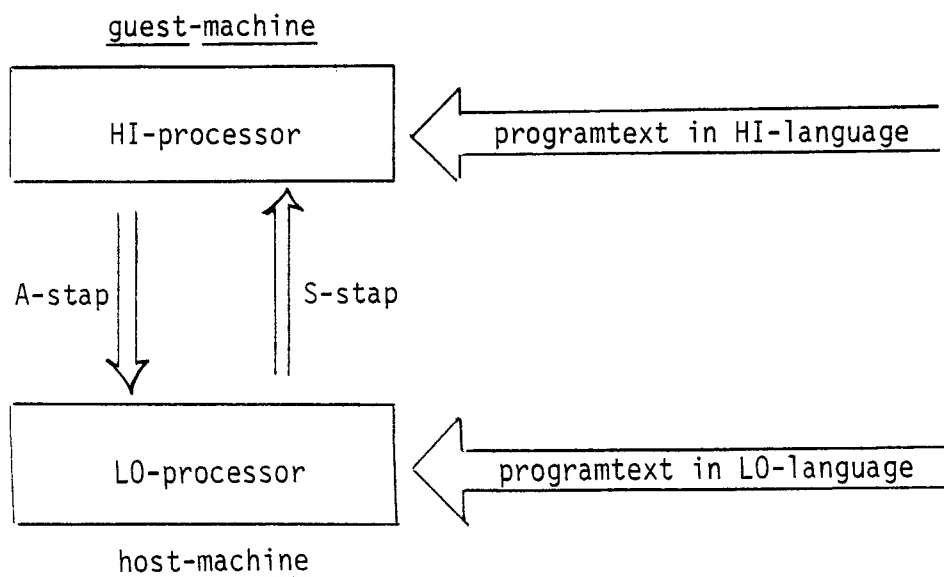 guest-machine
HI-processor
programtext in HI-language
A-stap
S-stap
LO-processor
programtext in LO-language
host-machine